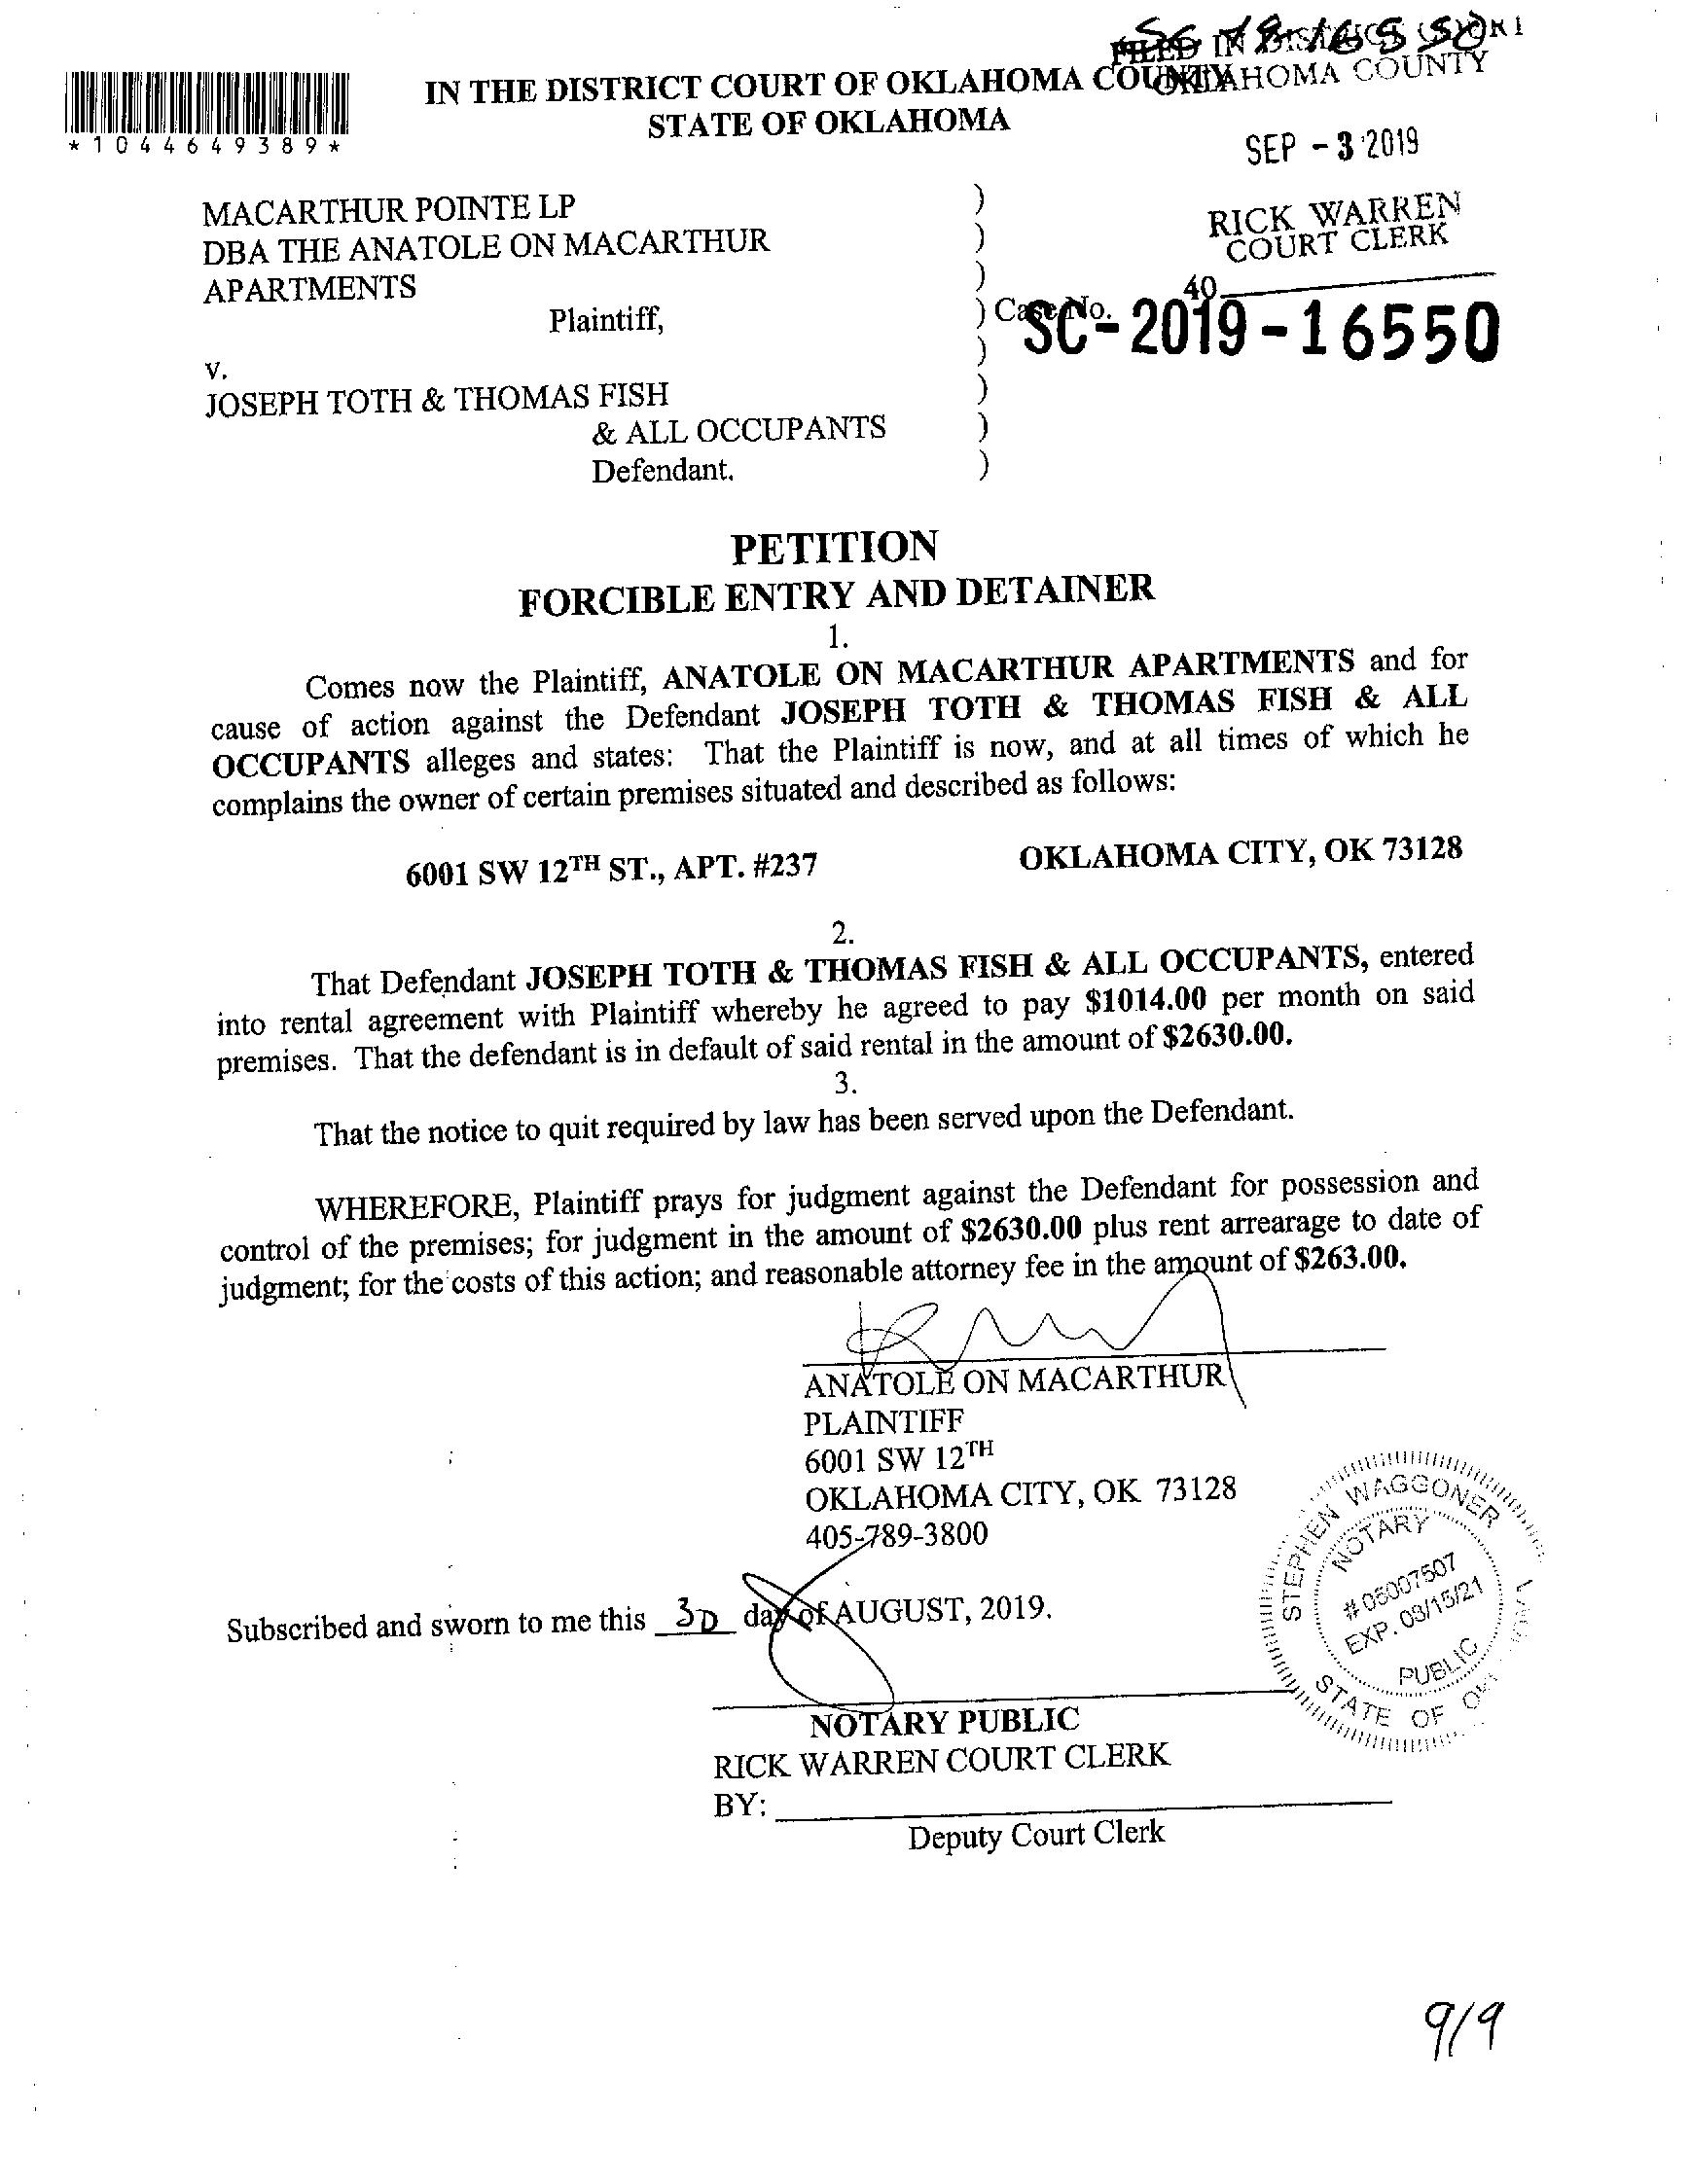 SC-19-16550
FILED IN DISTRICT COURT
OKLAHOMA COUNTY
IN THE DISTRICT COURT OF OKLAHOMA COUNTY
STATE OF OKLAHOMA
*1044649389*
SEP - 3 2019
RICK WARREN
COURT CLERK
40
MACARTHUR POINTE LP )
DBA THE ANATOLE ON MACARTHUR )
APARTMENTS )
Plaintiff, ) Case No. SC-2019-16550
v. )
JOSEPH TOTH & THOMAS FISH )
& ALL OCCUPANTS )
Defendant. )
PETITION
FORCIBLE ENTRY AND DETAINER
1.
Comes now the Plaintiff, ANATOLE ON MACARTHUR APARTMENTS and for
cause of action against the Defendant JOSEPH TOTH & THOMAS FISH & ALL
OCCUPANTS alleges and states: That the Plaintiff is now, and at all times of which he
complains the owner of certain premises situated and described as follows:
6001 SW 12TH ST., APT. #237 OKLAHOMA CITY, OK 73128
2.
That Defendant JOSEPH TOTH & THOMAS FISH & ALL OCCUPANTS, entered
into rental agreement with Plaintiff whereby he agreed to pay $1014.00 per month on said
premises. That the defendant is in default of said rental in the amount of $2630.00.
3.
That the notice to quit required by law has been served upon the Defendant.
WHEREFORE, Plaintiff prays for judgment against the Defendant for possession and
control of the premises; for judgment in the amount of $2630.00 plus rent arrearage to date of
judgment; for the costs of this action; and reasonable attorney fee in the amount of $263.00.
ANATOLE ON MACARTHUR
PLAINTIFF
6001 SW 12TH
OKLAHOMA CITY, OK 73128
405-789-3800
STEPHEN WAGGONER
NOTARY
#05007507
EXP. 03/15/21
PUBLIC
STATE OF
Subscribed and sworn to me this 30 day of AUGUST, 2019.
NOTARY PUBLIC
RICK WARREN COURT CLERK
BY:
Deputy Court Clerk
9/9